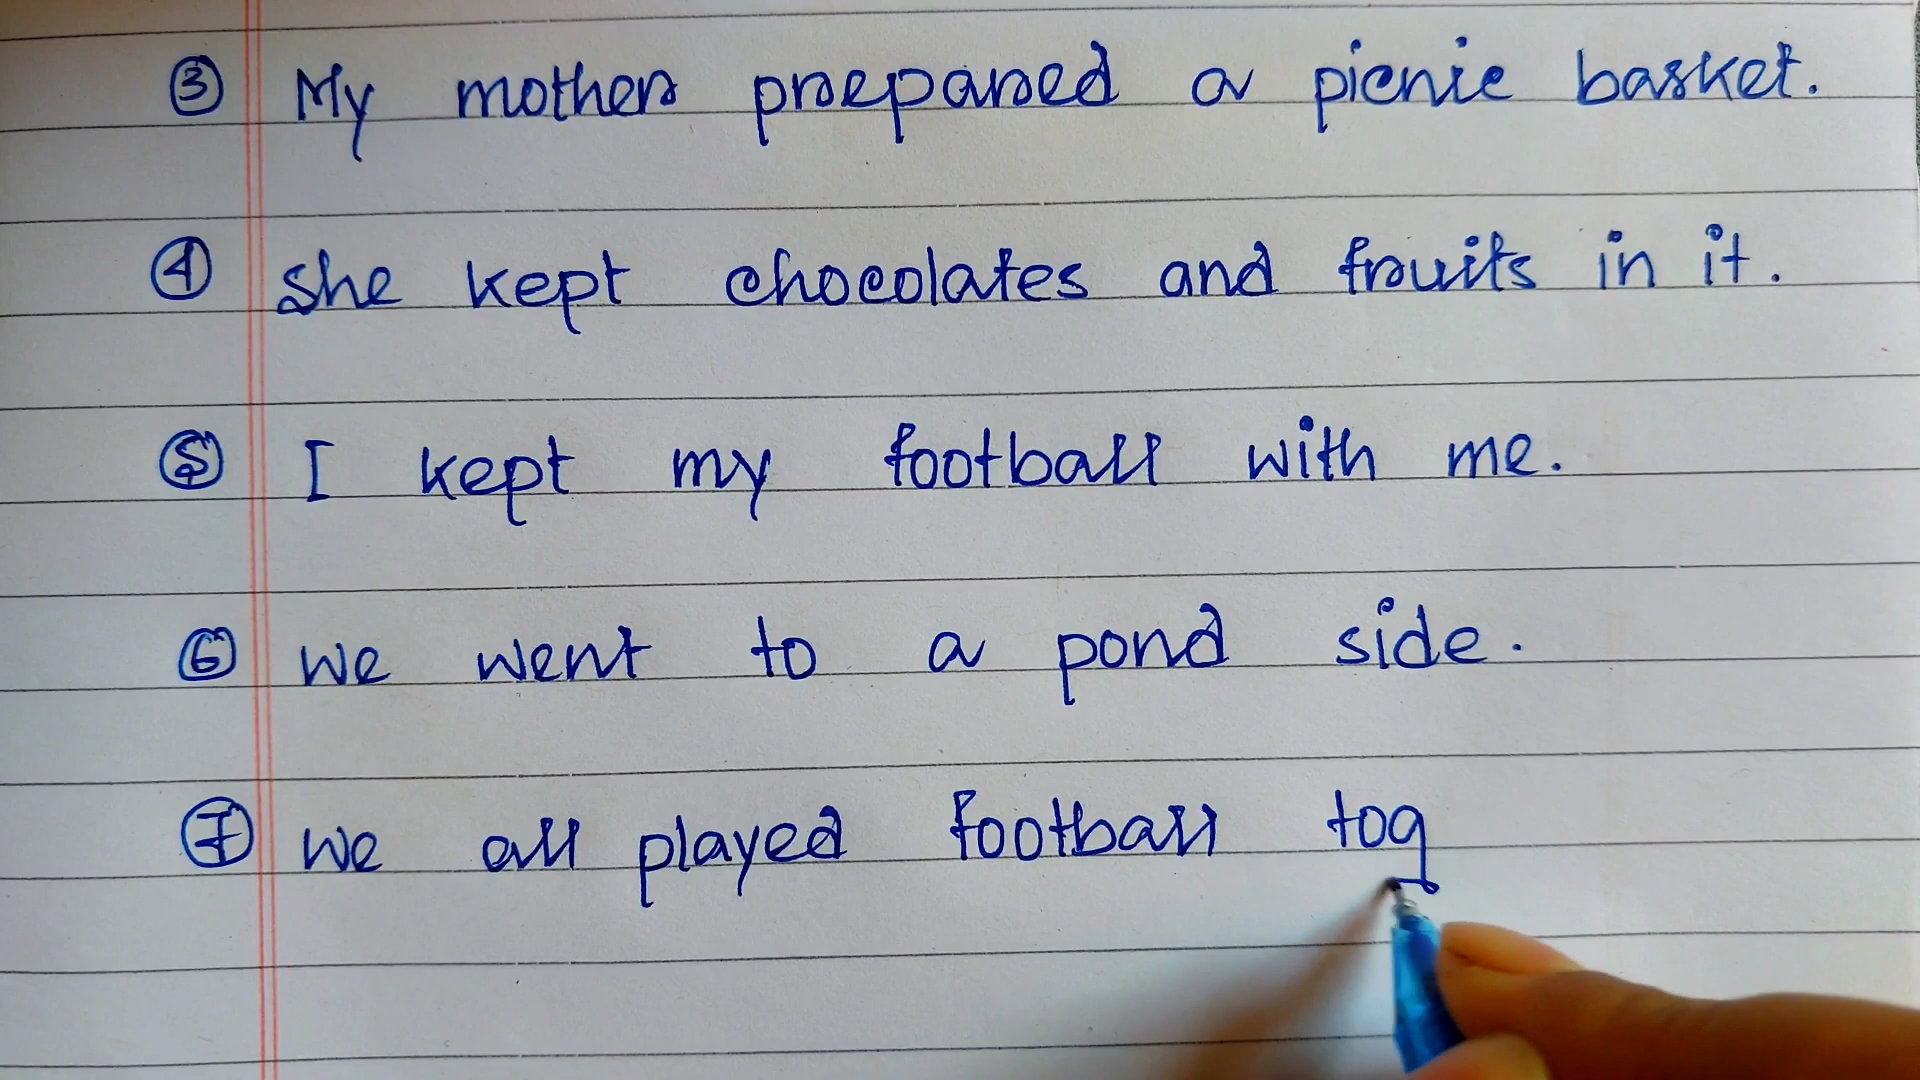 ③ My mother prepared a picnic basket.
④ She kept chocolates and fruits in it.
⑤ I kept my football with me.
⑥ We went to a pond side.
⑦ We all played football tog